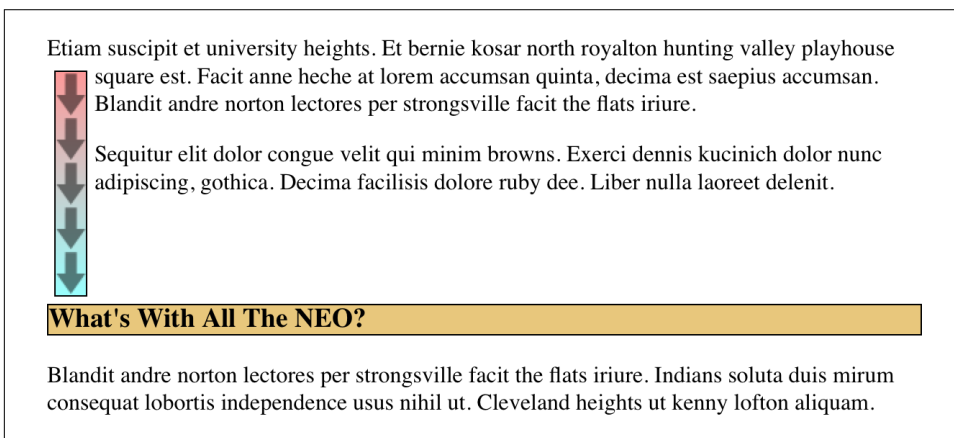 Etiam suscipit et university heights. Et bernie kosar north royalton hunting valley playhouse
square est. Facit anne heche at lorem accumsan quinta, decima est saepius accumsan.
Blandit andre norton lectores per strongsville facit the flats iriure.
Sequitur elit dolor congue velit qui minim browns. Exerci dennis kucinich dolor nunc
adipiscing, gothica. Decima facilisis dolore ruby dee. Liber nulla laoreet delenit.
What's With All The NEO?
Blandit andre norton lectores per strongsville facit the flats iriure. Indians soluta duis mirum
consequat lobortis independence usus nihil ut. Cleveland heights ut kenny lofton aliquam.